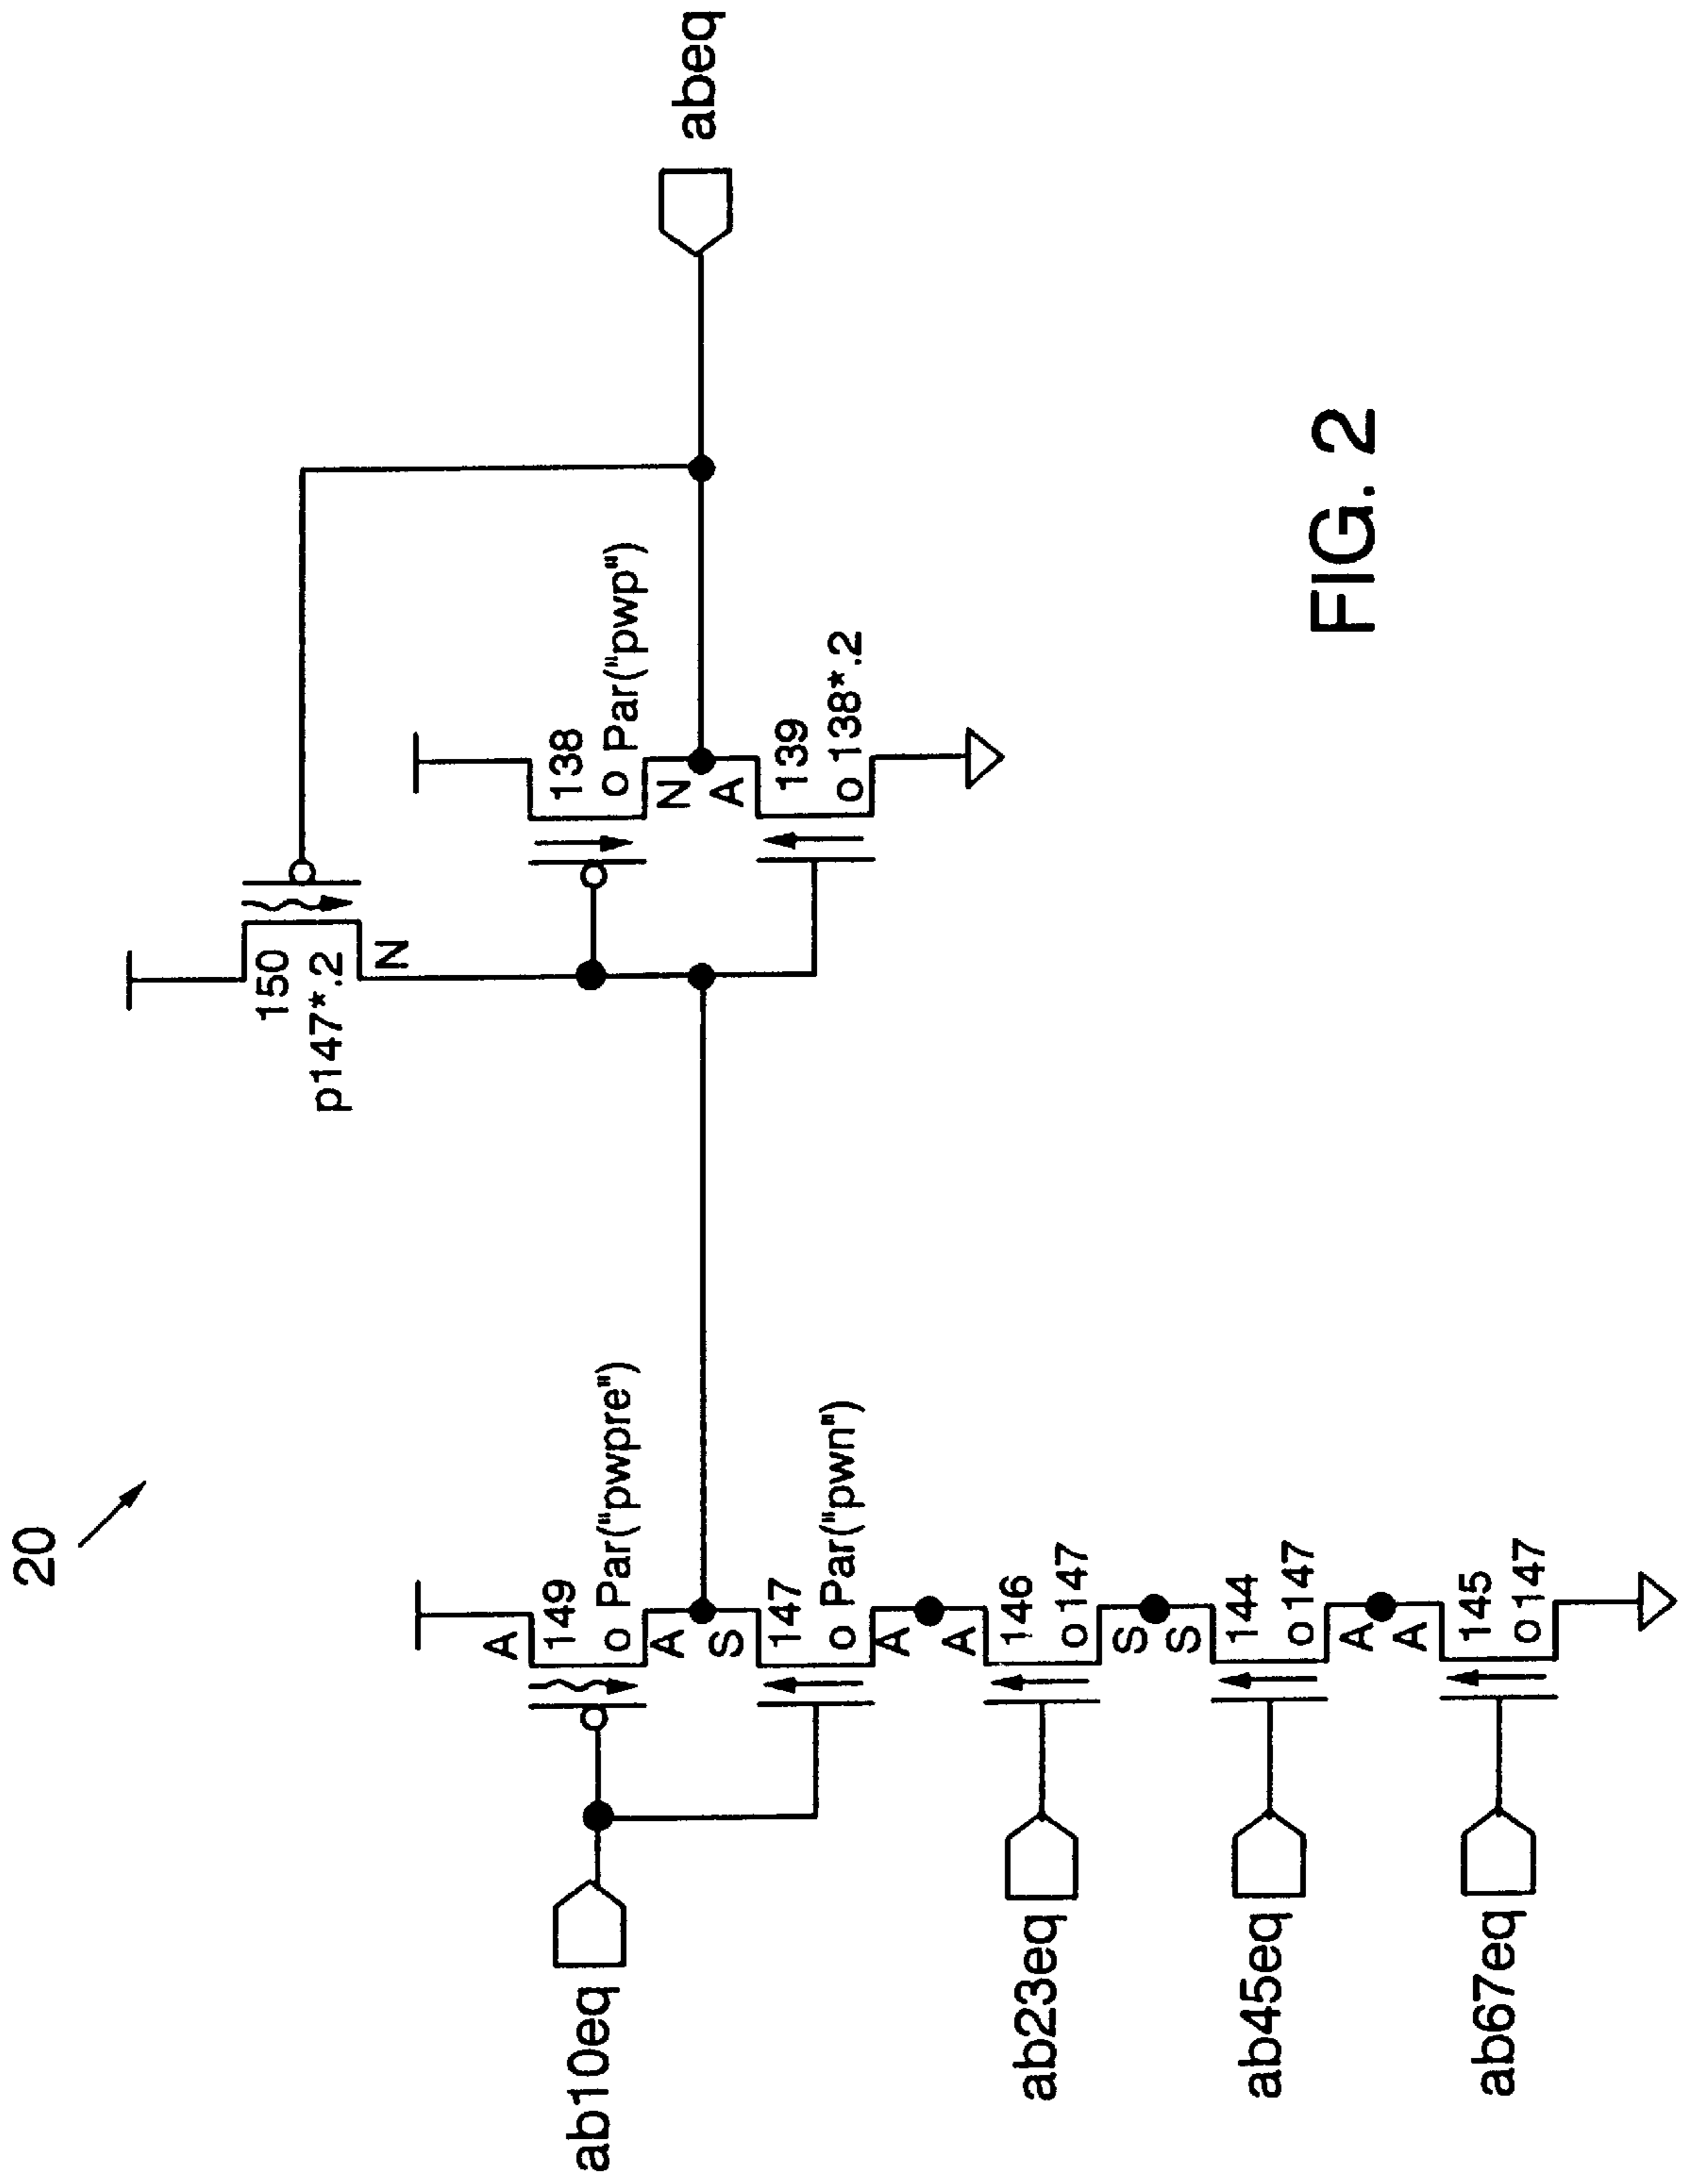 20
150
p147*.2
N
149
o Par("pwpre")
A
A
S
147
o Par("pwn")
A
138
o Par("pwp")
N
A
139
o 138*.2
abeq
A
146
o147
S
S
144
o147
A
A
145
o147
ab10eq
ab23eq
ab45eq
ab67eq
FIG. 2